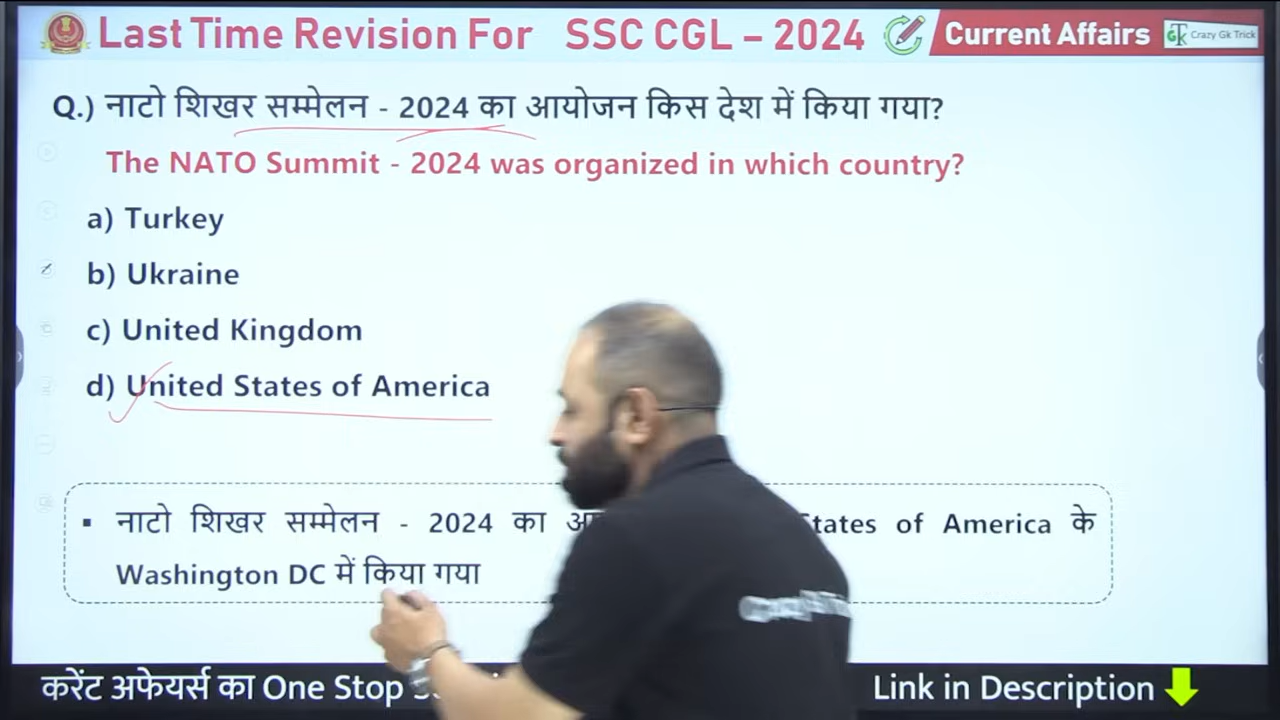 Last Time Revision For SSC CGL – 2024
Current Affairs
Crazy Gk Trick
Q.) नाटो शिखर सम्मेलन - 2024 का आयोजन किस देश में किया गया?
The NATO Summit - 2024 was organized in which country?
a) Turkey
b) Ukraine
c) United Kingdom
d) United States of America
▪ नाटो शिखर सम्मेलन - 2024 का of America के
Washington DC में किया गया
करेंट अफेयर्स का One Stop
Link in Description